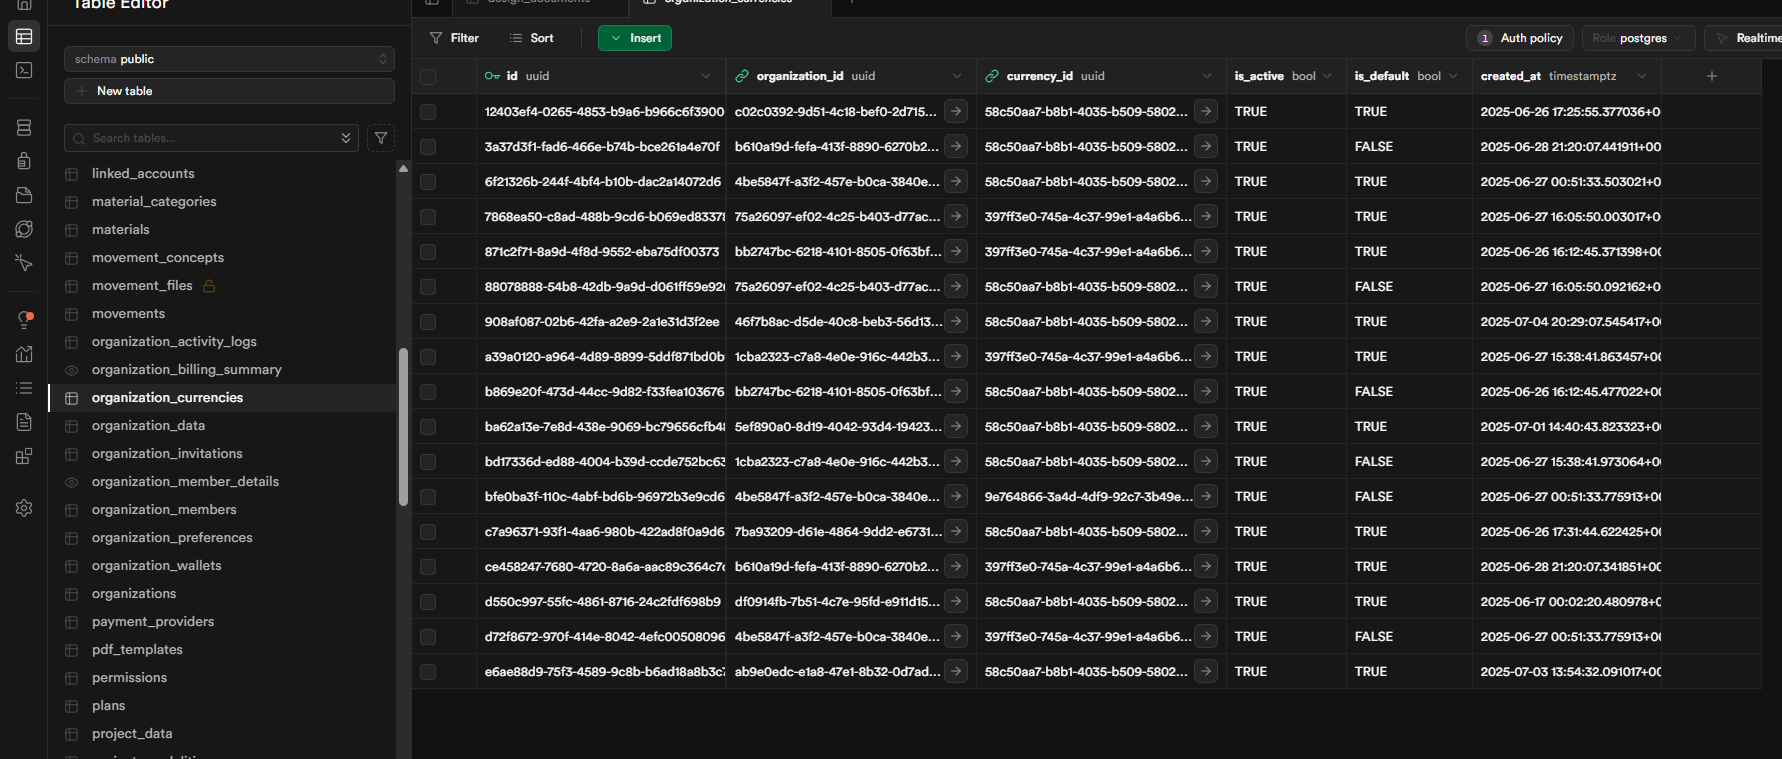 Table Editor
schema public
New table
Search tables...
linked_accounts
material_categories
materials
movement_concepts
movement_files
movements
organization_activity_logs
organization_billing_summary
organization_currencies
organization_data
organization_invitations
organization_member_details
organization_members
organization_preferences
organization_wallets
organizations
payment_providers
pdf_templates
permissions
plans
project_data
design_documents
organization_currencies
Filter Sort Insert 1 Auth policy Role postgres Realtime
id uuid organization_id uuid currency_id uuid is_active bool is_default bool created_at timestamptz
12403ef4-0265-4853-b9a6-b966c6f3900 c02c0392-9d51-4c18-bef0-2d715... 58c50aa7-b8b1-4035-b509-5802... TRUE TRUE 2025-06-26 17:25:55.377036+0
3a37d3f1-fad6-466e-b74b-bce261a4e70f b610a19d-fefa-413f-8890-6270b2... 58c50aa7-b8b1-4035-b509-5802... TRUE FALSE 2025-06-28 21:20:07.441911+00
6f21326b-244f-4bf4-b10b-dac2a14072d6 4be5847f-a3f2-457e-b0ca-3840e... 58c50aa7-b8b1-4035-b509-5802... TRUE TRUE 2025-06-27 00:51:33.503021+0
7868ea50-c8ad-488b-9cd6-b069ed83378 75a26097-ef02-4c25-b403-d77ac... 397ff3e0-745a-4c37-99e1-a4a6b6... TRUE TRUE 2025-06-27 16:05:50.003017+0
871c2f71-8a9d-4f8d-9552-eba75df00373 bb2747bc-6218-4101-8505-0f63bf... 397ff3e0-745a-4c37-99e1-a4a6b6... TRUE TRUE 2025-06-26 16:12:45.371398+00
88078888-54b8-42db-9a9d-d061ff59e92 75a26097-ef02-4c25-b403-d77ac... 58c50aa7-b8b1-4035-b509-5802... TRUE FALSE 2025-06-27 16:05:50.092162+0
908af087-02b6-42fa-a2e9-2a1e31d3f2ee 46f7b8ac-d5de-40c8-beb3-56d13... 58c50aa7-b8b1-4035-b509-5802... TRUE TRUE 2025-07-04 20:29:07.545417+0
a39a0120-a964-4d89-8899-5ddf871bd0b 1cba2323-c7a8-4e0e-916c-442b3... 397ff3e0-745a-4c37-99e1-a4a6b6... TRUE TRUE 2025-06-27 15:38:41.863457+0
b869e20f-473d-44cc-9d82-f33fea103676 bb2747bc-6218-4101-8505-0f63bf... 58c50aa7-b8b1-4035-b509-5802... TRUE FALSE 2025-06-26 16:12:45.477022+0
ba62a13e-7e8d-438e-9069-bc79656cfb4 5ef890a0-8d19-4042-93d4-19423... 58c50aa7-b8b1-4035-b509-5802... TRUE TRUE 2025-07-01 14:40:43.823323+0
bd17336d-ed88-4004-b39d-ccde752bc63 1cba2323-c7a8-4e0e-916c-442b3... 58c50aa7-b8b1-4035-b509-5802... TRUE FALSE 2025-06-27 15:38:41.973064+0
bfe0ba3f-110c-4abf-bd6b-96972b3e9cd6 4be5847f-a3f2-457e-b0ca-3840e... 9e764866-3a4d-4df9-92c7-3b49e... TRUE FALSE 2025-06-27 00:51:33.775913+00
c7a96371-93f1-4aa6-980b-422ad8f0a9d6 7ba93209-d61e-4864-9dd2-e6731... 58c50aa7-b8b1-4035-b509-5802... TRUE TRUE 2025-06-26 17:31:44.622425+0
ce458247-7680-4720-8a6a-aac89c364c7 b610a19d-fefa-413f-8890-6270b2... 397ff3e0-745a-4c37-99e1-a4a6b6... TRUE TRUE 2025-06-28 21:20:07.341851+00
d550c997-55fc-4861-8716-24c2fdf698b9 df0914fb-7b51-4c7e-95fd-e911d15... 58c50aa7-b8b1-4035-b509-5802... TRUE TRUE 2025-06-17 00:02:20.480978+0
d72f8672-970f-414e-8042-4efc00508096 4be5847f-a3f2-457e-b0ca-3840e... 397ff3e0-745a-4c37-99e1-a4a6b6... TRUE FALSE 2025-06-27 00:51:33.775913+00
e6ae88d9-75f3-4589-9c8b-b6ad18a8b3c ab9e0edc-e1a8-47e1-8b32-0d7ad... 58c50aa7-b8b1-4035-b509-5802... TRUE TRUE 2025-07-03 13:54:32.091017+00